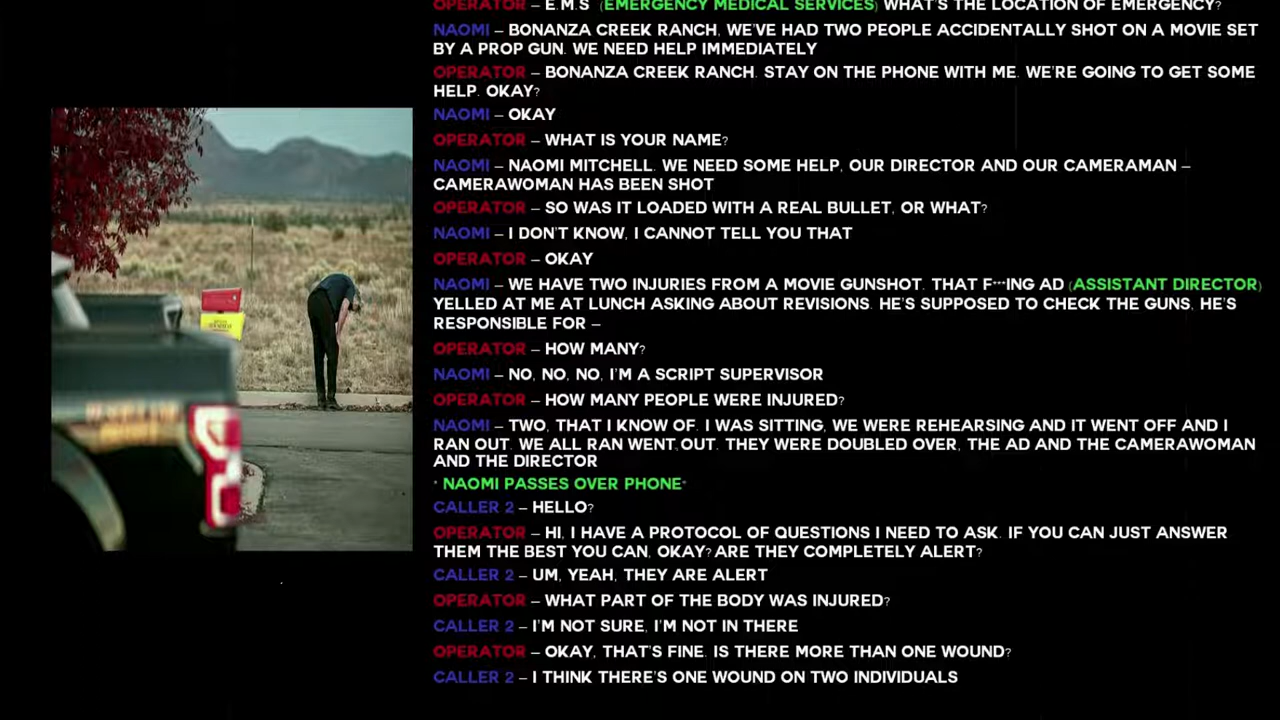 OPERATOR – E.M.S (EMERGENCY MEDICAL SERVICES) WHAT'S THE LOCATION OF EMERGENCY?
NAOMI – BONANZA CREEK RANCH. WE'VE HAD TWO PEOPLE ACCIDENTALLY SHOT ON A MOVIE SET
BY A PROP GUN. WE NEED HELP IMMEDIATELY
OPERATOR – BONANZA CREEK RANCH. STAY ON THE PHONE WITH ME. WE'RE GOING TO GET SOME
HELP. OKAY?
NAOMI – OKAY
OPERATOR – WHAT IS YOUR NAME?
NAOMI – NAOMI MITCHELL. WE NEED SOME HELP, OUR DIRECTOR AND OUR CAMERAMAN –
CAMERAWOMAN HAS BEEN SHOT
OPERATOR – SO WAS IT LOADED WITH A REAL BULLET, OR WHAT?
NAOMI – I DON'T KNOW, I CANNOT TELL YOU THAT
OPERATOR – OKAY
NAOMI – WE HAVE TWO INJURIES FROM A MOVIE GUNSHOT. THAT F***ING AD (ASSISTANT DIRECTOR)
YELLED AT ME AT LUNCH ASKING ABOUT REVISIONS. HE'S SUPPOSED TO CHECK THE GUNS, HE'S
RESPONSIBLE FOR –
OPERATOR – HOW MANY?
NAOMI – NO, NO, NO, I'M A SCRIPT SUPERVISOR
OPERATOR – HOW MANY PEOPLE WERE INJURED?
NAOMI – TWO, THAT I KNOW OF. I WAS SITTING, WE WERE REHEARSING AND IT WENT OFF AND I
RAN OUT. WE ALL RAN WENT OUT. THEY WERE DOUBLED OVER, THE AD AND THE CAMERAWOMAN
AND THE DIRECTOR
* NAOMI PASSES OVER PHONE*
CALLER 2 – HELLO?
OPERATOR – HI, I HAVE A PROTOCOL OF QUESTIONS I NEED TO ASK. IF YOU CAN JUST ANSWER
THEM THE BEST YOU CAN, OKAY? ARE THEY COMPLETELY ALERT?
CALLER 2 – UM, YEAH, THEY ARE ALERT
OPERATOR – WHAT PART OF THE BODY WAS INJURED?
CALLER 2 – I'M NOT SURE, I'M NOT IN THERE
OPERATOR – OKAY, THAT'S FINE. IS THERE MORE THAN ONE WOUND?
CALLER 2 – I THINK THERE'S ONE WOUND ON TWO INDIVIDUALS